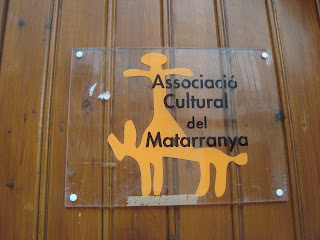 Associació
Cultural
del
Matarranya